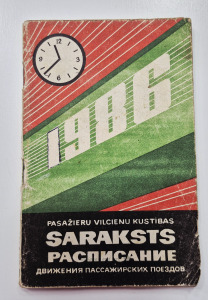 1986
PASAŽIERU VILCIENU KUSTĪBAS
SARAKSTS
РАСПИСАНИЕ
ДВИЖЕНИЯ ПАССАЖИРСКИХ ПОЕЗДОВ